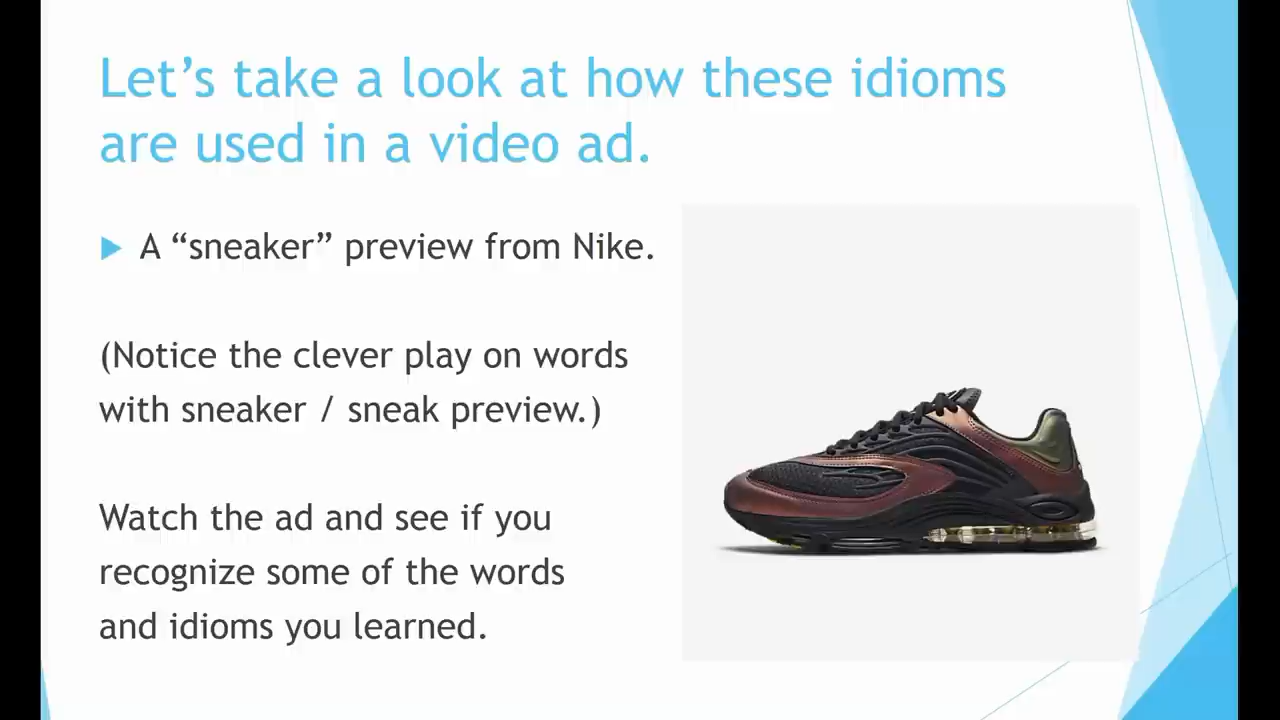 Let’s take a look at how these idioms
are used in a video ad.
A “sneaker” preview from Nike.
(Notice the clever play on words
with sneaker / sneak preview.)
Watch the ad and see if you
recognize some of the words
and idioms you learned.